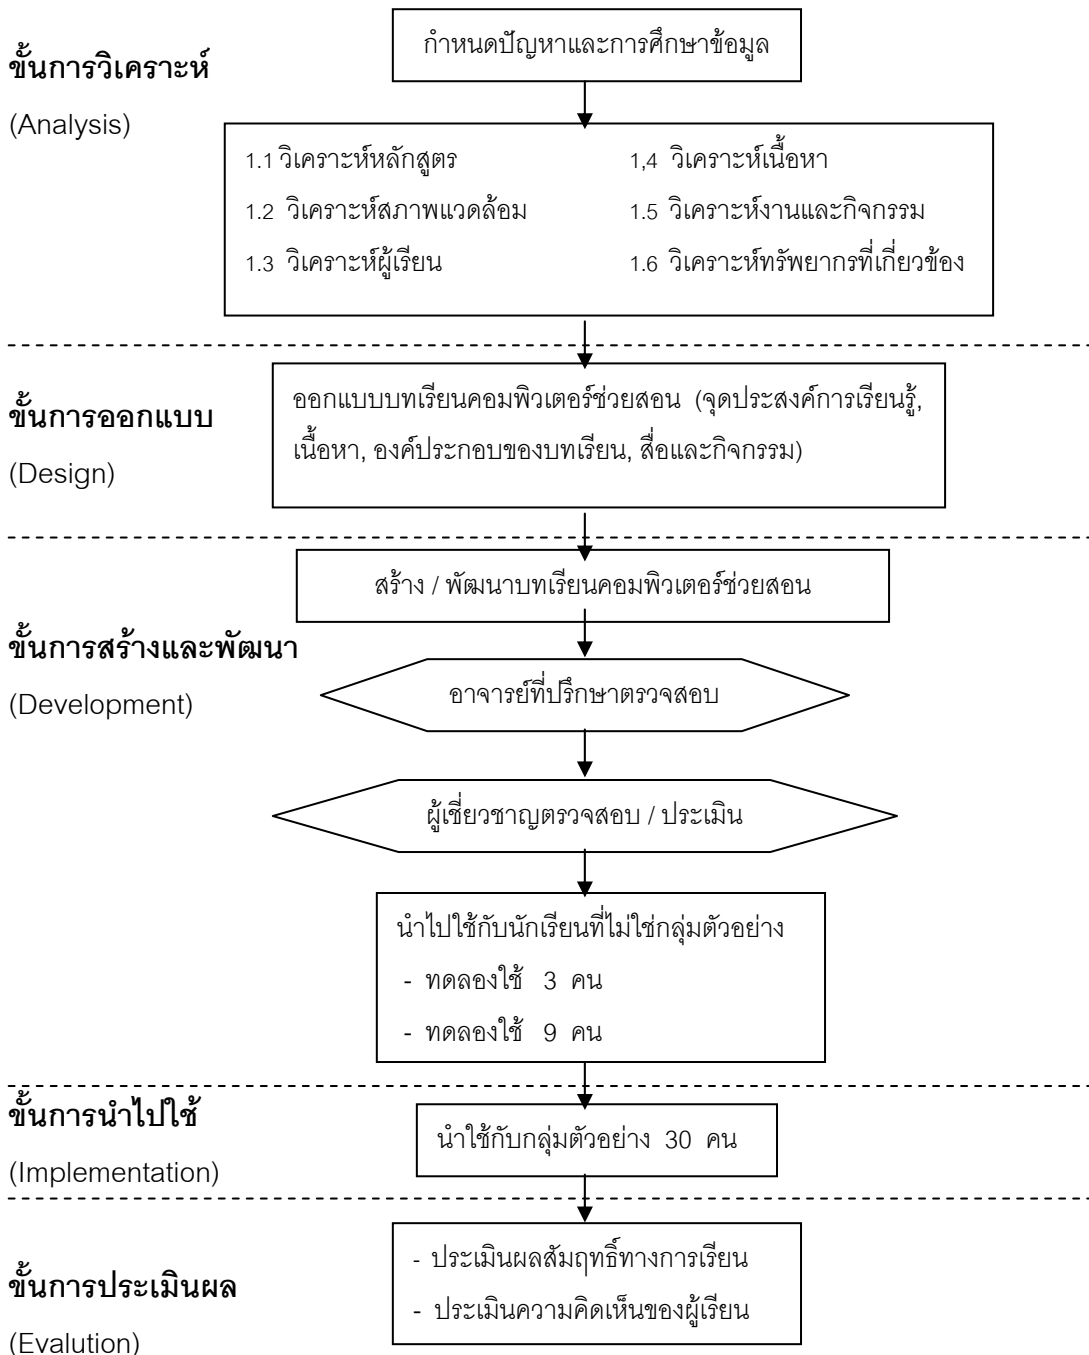 กำหนดปัญหาและการศึกษาข้อมูล
ขั้นการวิเคราะห์
(Analysis)
1.1 วิเคราะห์หลักสูตร
1.2 วิเคราะห์สภาพแวดล้อม
1.3 วิเคราะห์ผู้เรียน
1,4 วิเคราะห์เนื้อหา
1.5 วิเคราะห์งานและกิจกรรม
1.6 วิเคราะห์ทรัพยากรที่เกี่ยวข้อง
ขั้นการออกแบบ
(Design)
ออกแบบบทเรียนคอมพิวเตอร์ช่วยสอน (จุดประสงค์การเรียนรู้,
เนื้อหา, องค์ประกอบของบทเรียน, สื่อและกิจกรรม)
สร้าง / พัฒนาบทเรียนคอมพิวเตอร์ช่วยสอน
ขั้นการสร้างและพัฒนา
(Development)
อาจารย์ที่ปรึกษาตรวจสอบ
ผู้เชี่ยวชาญตรวจสอบ / ประเมิน
นำไปใช้กับนักเรียนที่ไม่ใช่กลุ่มตัวอย่าง
- ทดลองใช้ 3 คน
- ทดลองใช้ 9 คน
ขั้นการนำไปใช้
(Implementation)
นำใช้กับกลุ่มตัวอย่าง 30 คน
ขั้นการประเมินผล
(Evalution)
- ประเมินผลสัมฤทธิ์ทางการเรียน
- ประเมินความคิดเห็นของผู้เรียน